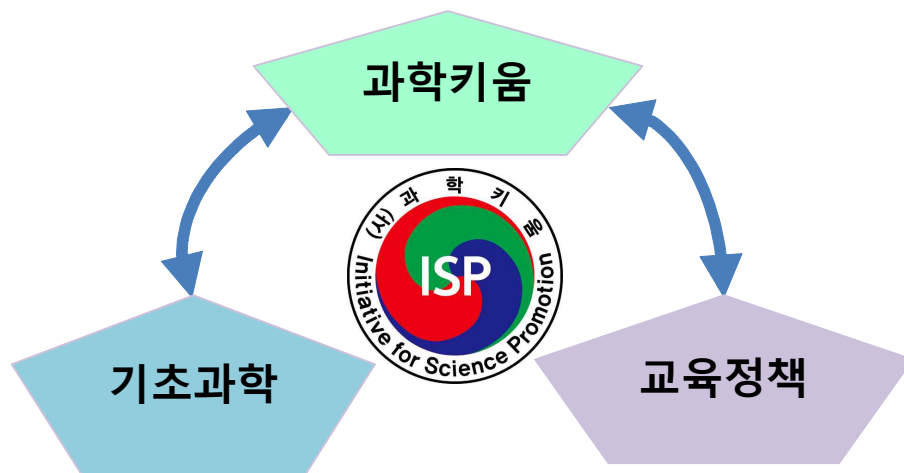 과학키움
(사)과학키움
ISP
Initiative for Science Promotion
기초과학
교육정책